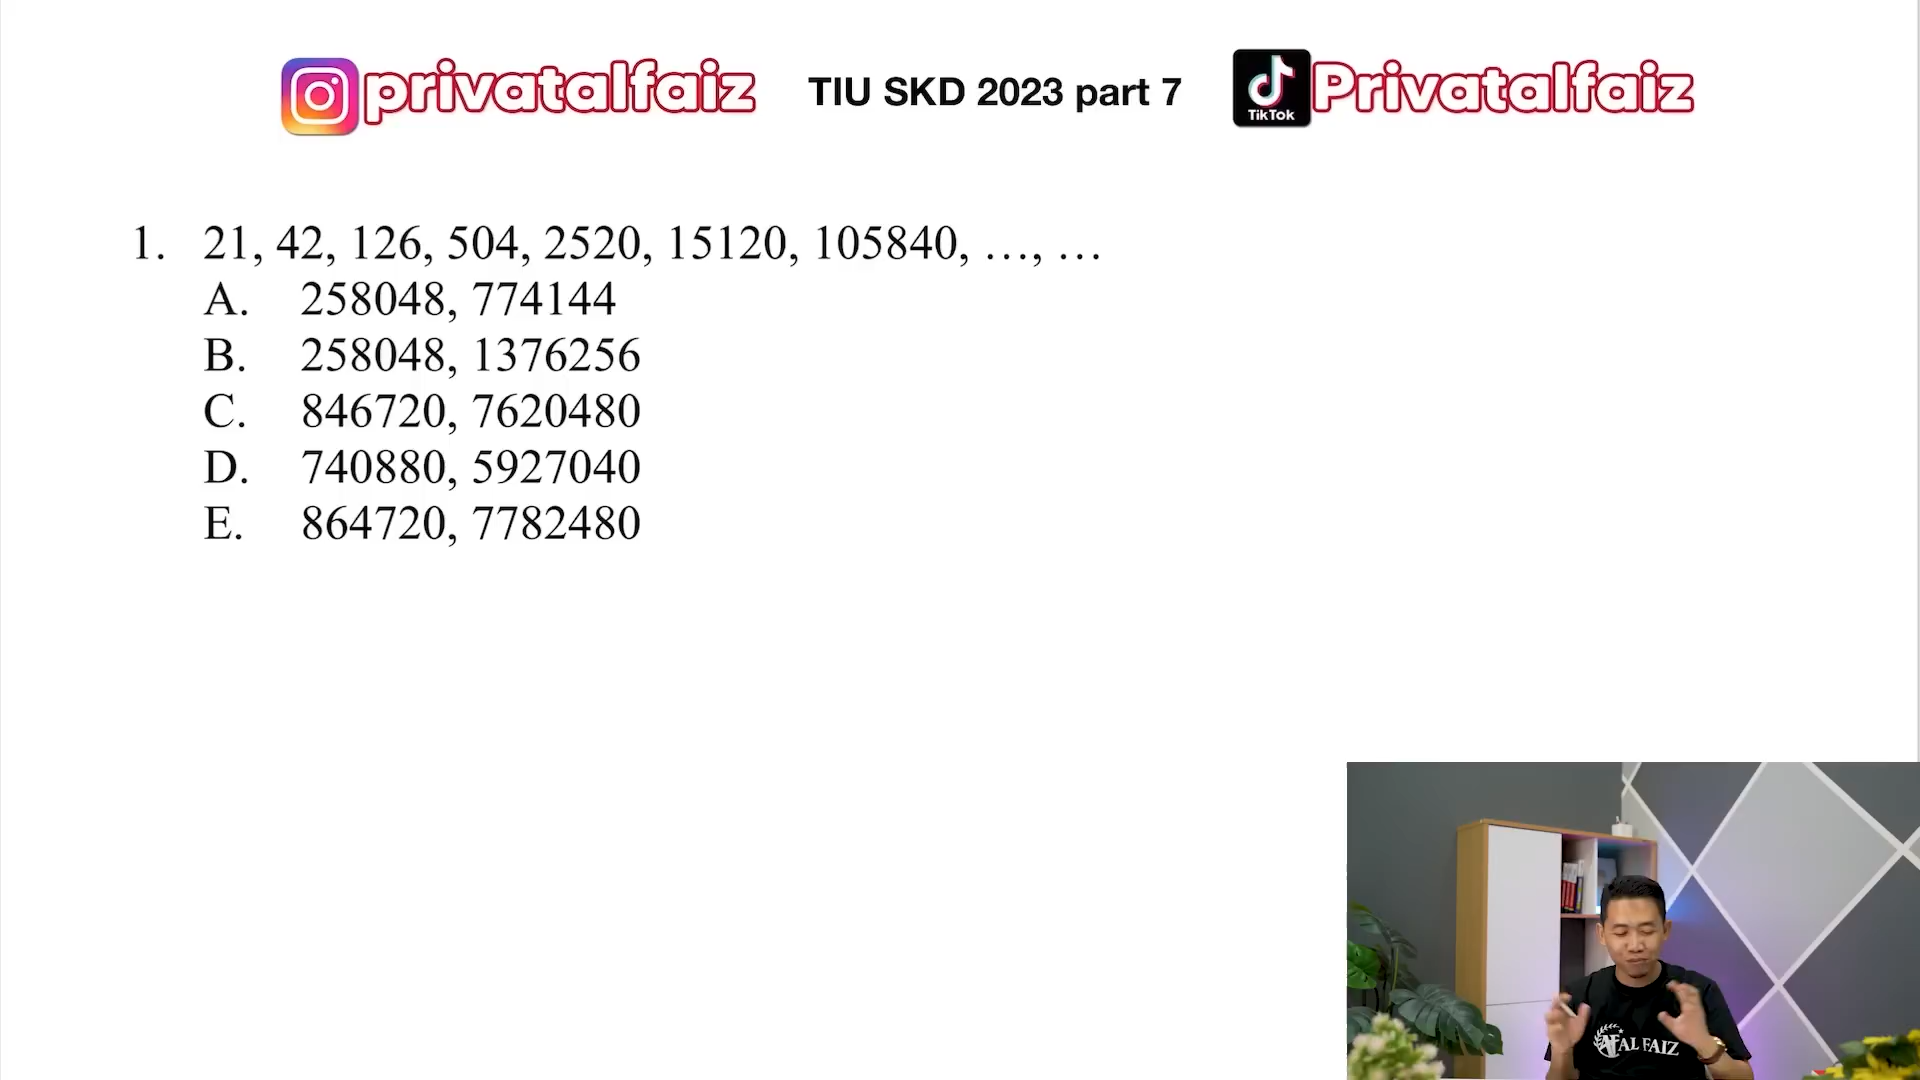 privatalfaiz TIU SKD 2023 part 7 TikTok Privatalfaiz
1. 21, 42, 126, 504, 2520, 15120, 105840, …, …
A. 258048, 774144
B. 258048, 1376256
C. 846720, 7620480
D. 740880, 5927040
E. 864720, 7782480
AF AL FAIZ